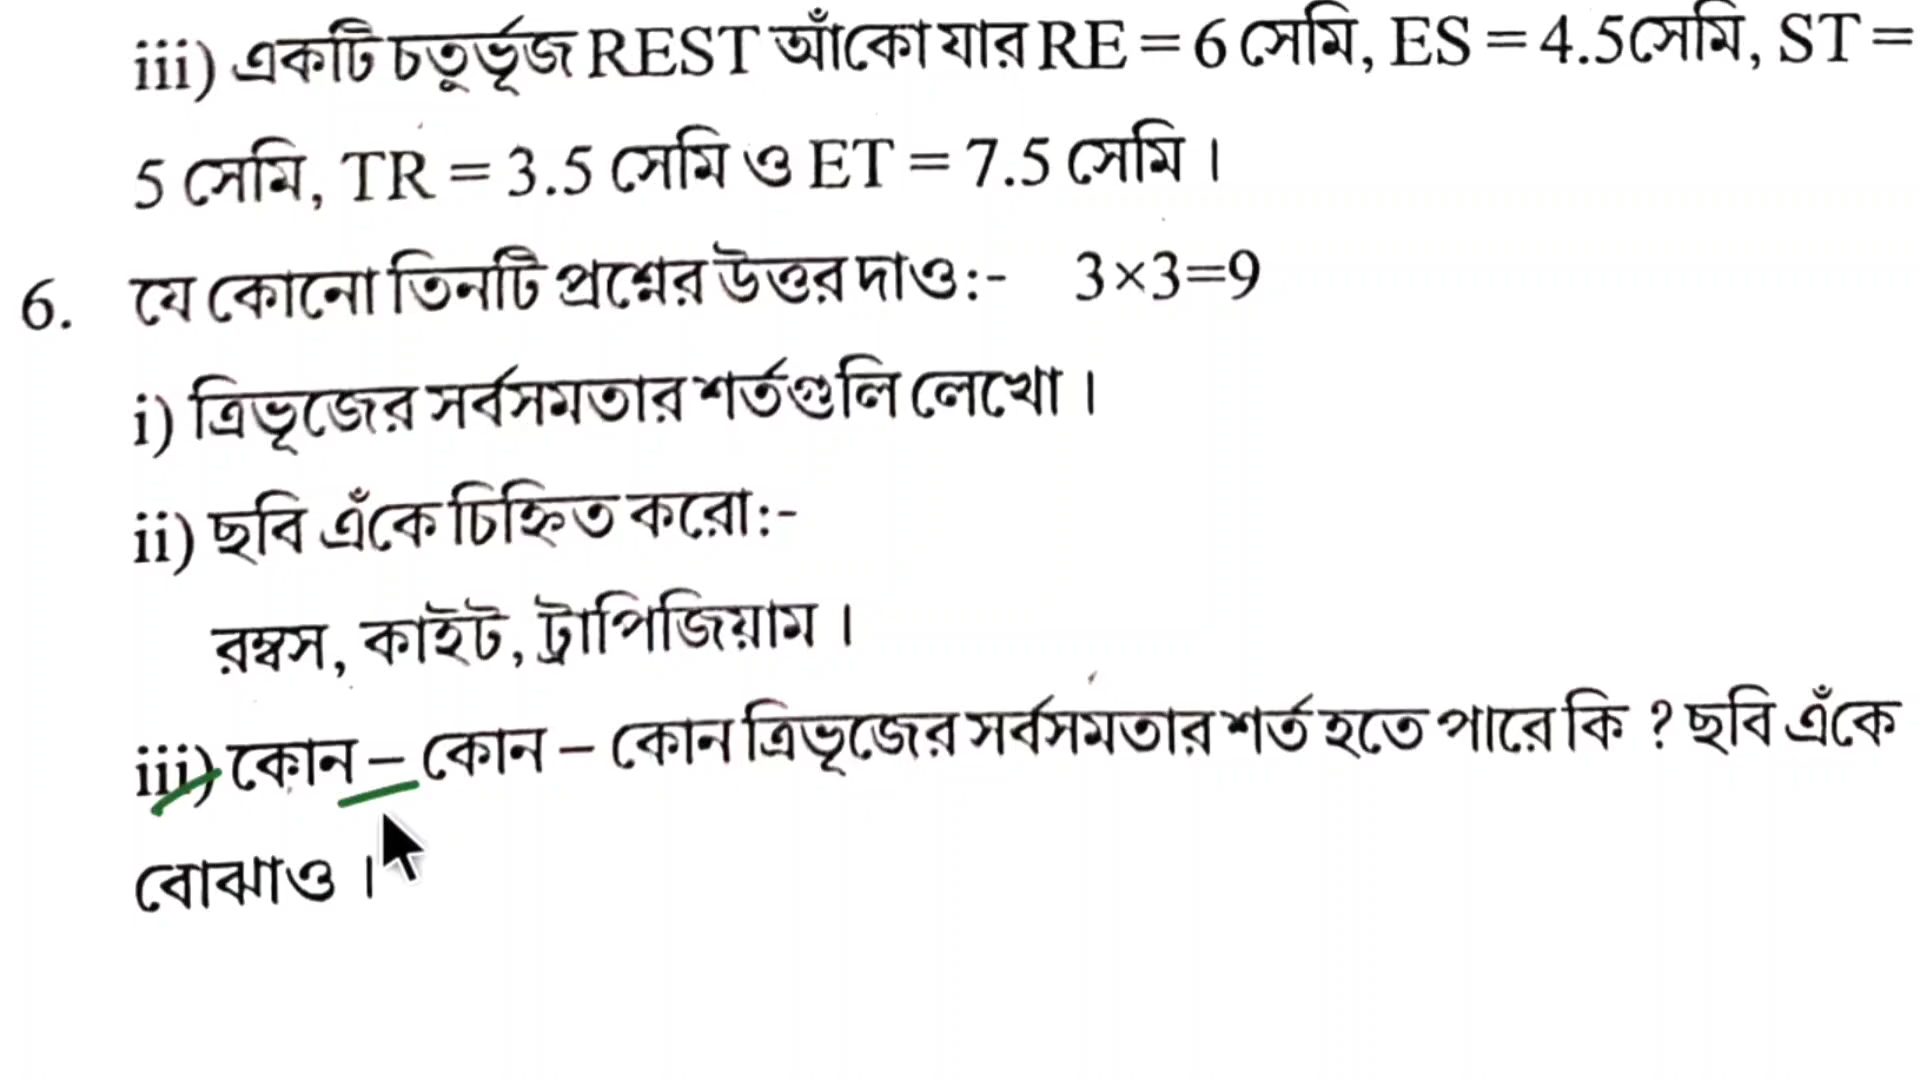 iii) একটি চতুর্ভূজ REST আঁকো যার RE = 6 সেমি, ES = 4.5সেমি, ST =
5 সেমি, TR = 3.5 সেমি ও ET = 7.5 সেমি ।
6. যে কোনো তিনটি প্রশ্নের উত্তর দাও:- 3×3=9
i) ত্রিভূজের সর্বসমতার শর্তগুলি লেখো ।
ii) ছবি এঁকে চিহ্নিত করো:-
রম্বস, কাইট, ট্রাপিজিয়াম ।
iii) কোন – কোন – কোন ত্রিভূজের সর্বসমতার শর্ত হতে পারে কি ? ছবি এঁকে
বোঝাও ।